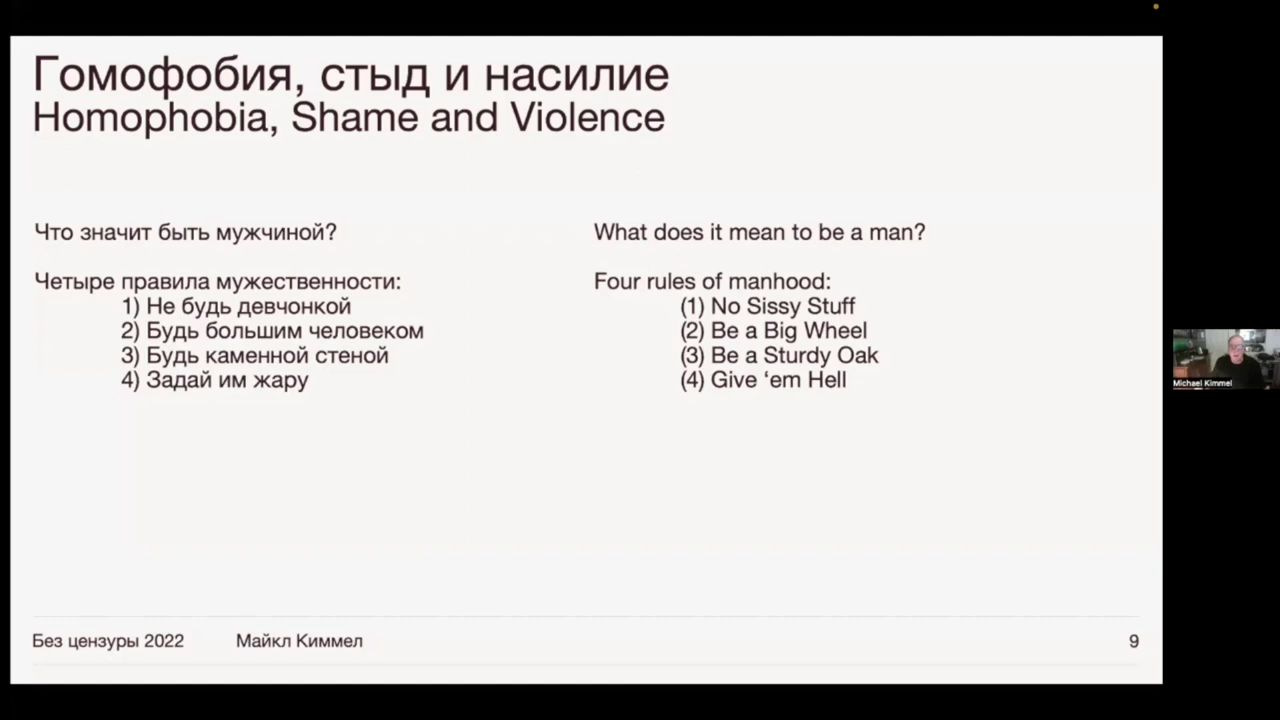 Гомофобия, стыд и насилие
Homophobia, Shame and Violence
Что значит быть мужчиной?
Четыре правила мужественности:
1) Не будь девчонкой
2) Будь большим человеком
3) Будь каменной стеной
4) Задай им жару
What does it mean to be a man?
Four rules of manhood:
(1) No Sissy Stuff
(2) Be a Big Wheel
(3) Be a Sturdy Oak
(4) Give ‘em Hell
Michael Kimmel
Без цензуры 2022
Майкл Киммел
9